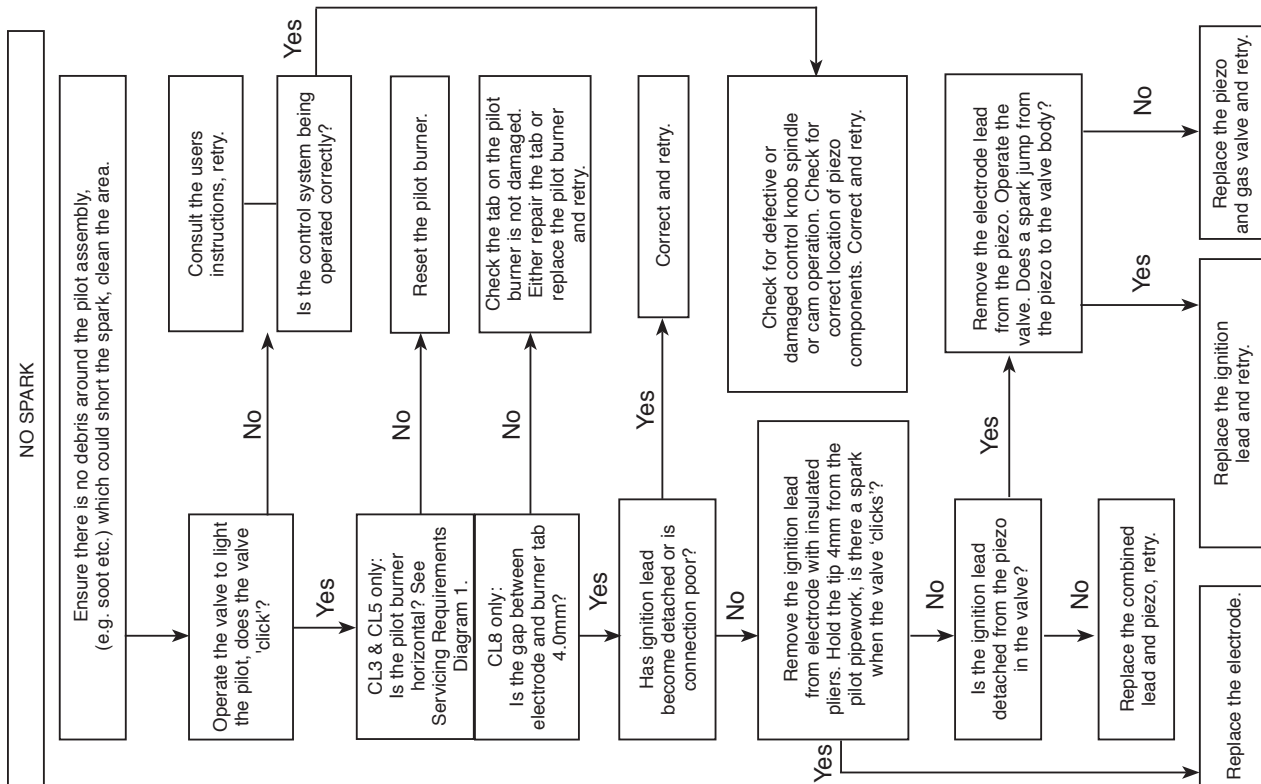 NO SPARK
Ensure there is no debris around the pilot assembly,
(e.g. soot etc.) which could short the spark, clean the area.
Operate the valve to light
the pilot, does the valve
'click'?
No
Consult the users
instructions, retry.
Is the control system being
operated correctly?
Yes
Yes
CL3 & CL5 only:
Is the pilot burner
horizontal? See
Servicing Requirements
Diagram 1.
No
Reset the pilot burner.
CL8 only:
Is the gap between
electrode and burner tab
4.0mm?
No
Check the tab on the pilot
burner is not damaged.
Either repair the tab or
replace the pilot burner
and retry.
Yes
Has ignition lead
become detached or is
connection poor?
Yes
Correct and retry.
No
Remove the ignition lead
from electrode with insulated
pliers. Hold the tip 4mm from the
pilot pipework, is there a spark
when the valve 'clicks'?
Check for defective or
damaged control knob spindle
or cam operation. Check for
correct location of piezo
components. Correct and retry.
Yes
No
Is the ignition lead
detached from the piezo
in the valve?
Yes
Remove the electrode lead
from the piezo. Operate the
valve. Does a spark jump from
the piezo to the valve body?
No
Replace the combined
lead and piezo, retry.
Yes
No
Replace the electrode.
Replace the ignition
lead and retry.
Replace the piezo
and gas valve and retry.